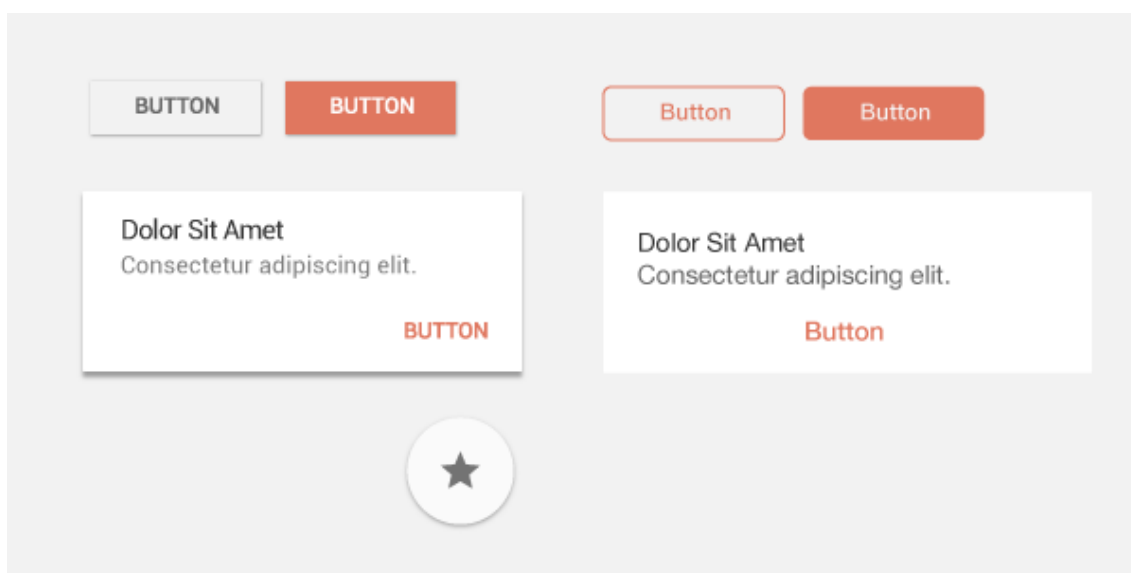 BUTTON BUTTON
Button Button
Dolor Sit Amet
Consectetur adipiscing elit.
BUTTON
Dolor Sit Amet
Consectetur adipiscing elit.
Button